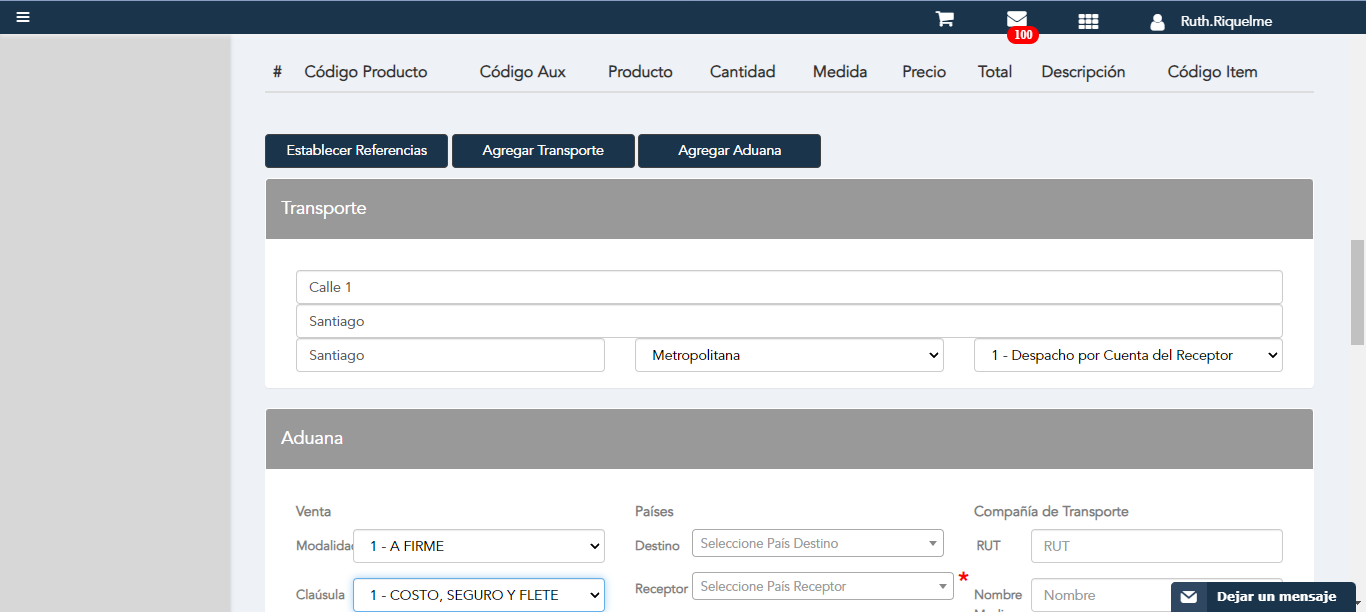 Ruth.Riquelme
100
# Código Producto Código Aux Producto Cantidad Medida Precio Total Descripción Código Item
Establecer Referencias Agregar Transporte Agregar Aduana
Transporte
Calle 1
Santiago
Santiago Metropolitana 1 - Despacho por Cuenta del Receptor
Aduana
Venta Países Compañía de Transporte
Modalidad 1 - A FIRME Destino Seleccione País Destino RUT RUT
Claúsula 1 - COSTO, SEGURO Y FLETE Receptor Seleccione País Receptor * Nombre Nombre
Dejar un mensaje